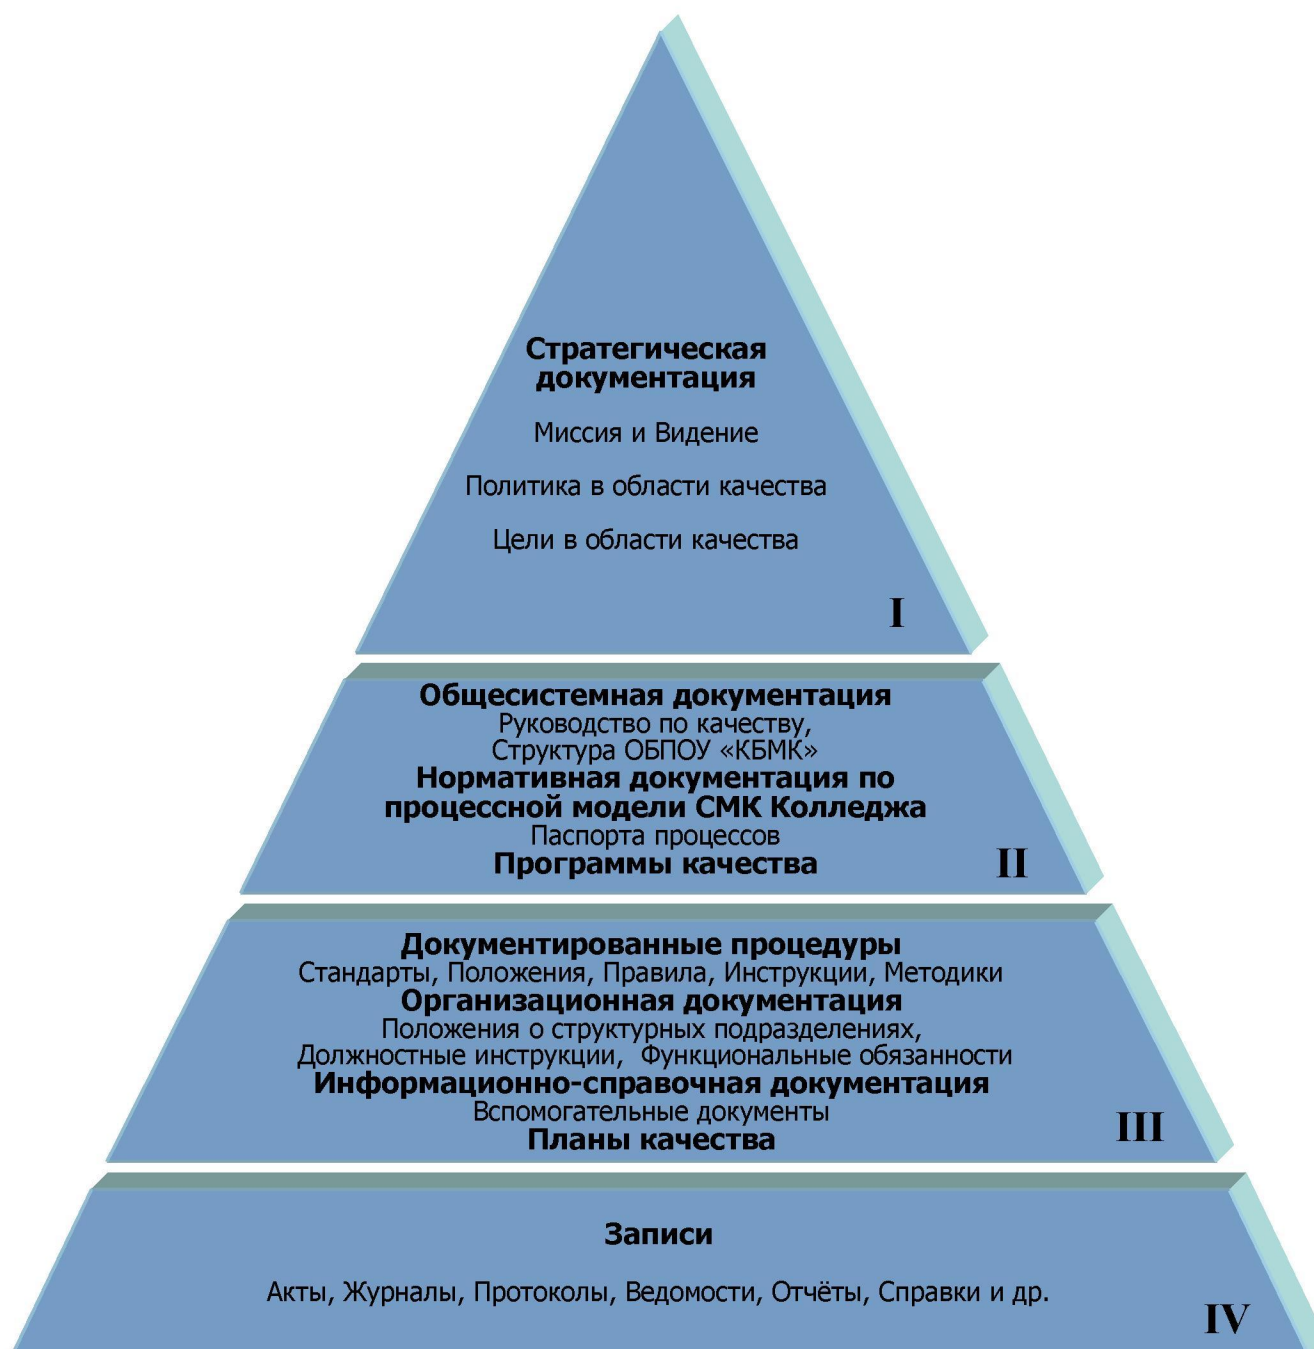 Стратегическая
документация
Миссия и Видение
Политика в области качества
Цели в области качества
I
Общесистемная документация
Руководство по качеству,
Структура ОБПОУ «КБМК»
Нормативная документация по
процессной модели СМК Колледжа
Паспорта процессов
Программы качества
II
Документированные процедуры
Стандарты, Положения, Правила, Инструкции, Методики
Организационная документация
Положения о структурных подразделениях,
Должностные инструкции, Функциональные обязанности
Информационно-справочная документация
Вспомогательные документы
Планы качества
III
Записи
Акты, Журналы, Протоколы, Ведомости, Отчёты, Справки и др.
IV